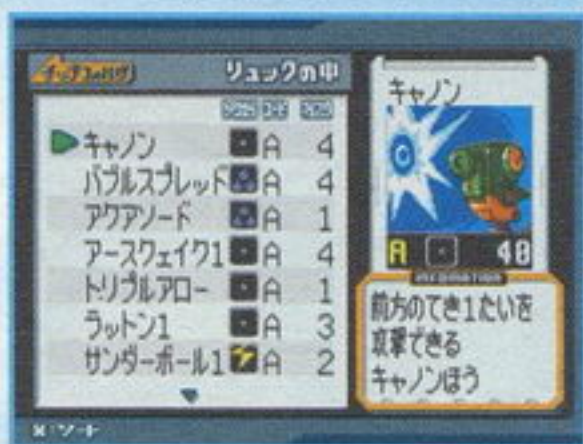 リュックの中
キャノン A 4
バブルスプレッド A 4
アクアソード A 1
アースクェイク1 A 4
トリプルアロー A 1
ラットン1 A 3
サンダーボール1 A 2
キャノン
A 40
INFORMATION
前方のてき1たいを
攻撃できる
キャノンほう